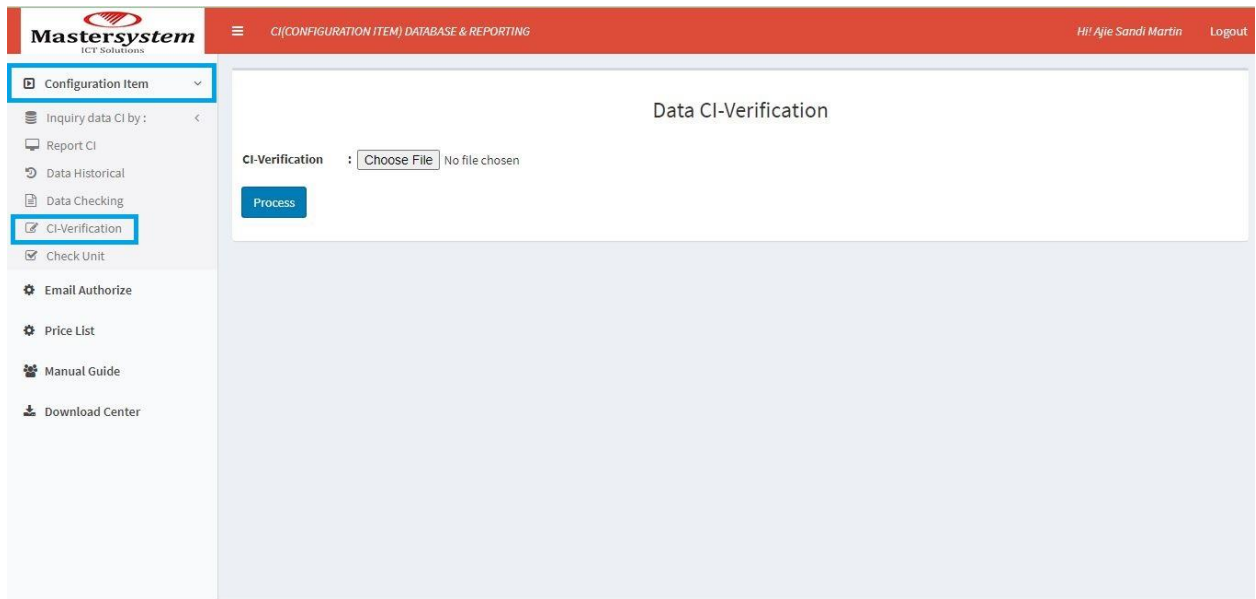 Mastersystem
ICT Solutions
CI(CONFIGURATION ITEM) DATABASE & REPORTING
Hi! Ajie Sandi Martin
Logout
Configuration Item
Inquiry data CI by :
Report CI
Data Historical
Data Checking
CI-Verification
Check Unit
Email Authorize
Price List
Manual Guide
Download Center
Data CI-Verification
CI-Verification : Choose File No file chosen
Process